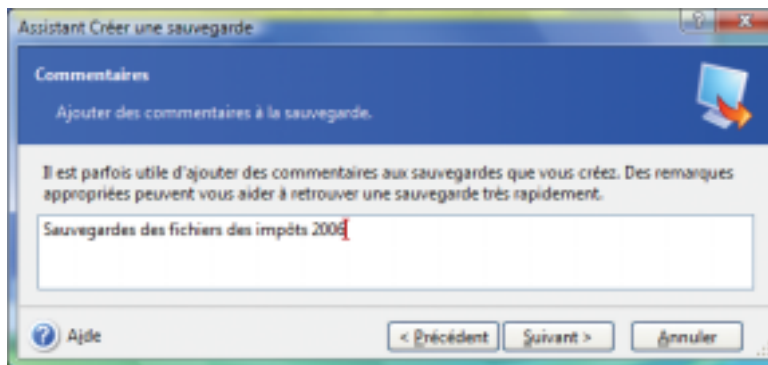 Assistant Créer une sauvegarde
Commentaires
Ajouter des commentaires à la sauvegarde.
Il est parfois utile d'ajouter des commentaires aux sauvegardes que vous créez. Des remarques
appropriées peuvent vous aider à retrouver une sauvegarde très rapidement.
Sauvegardes des fichiers des impôts 2006
Aide
< Précédent Suivant > Annuler